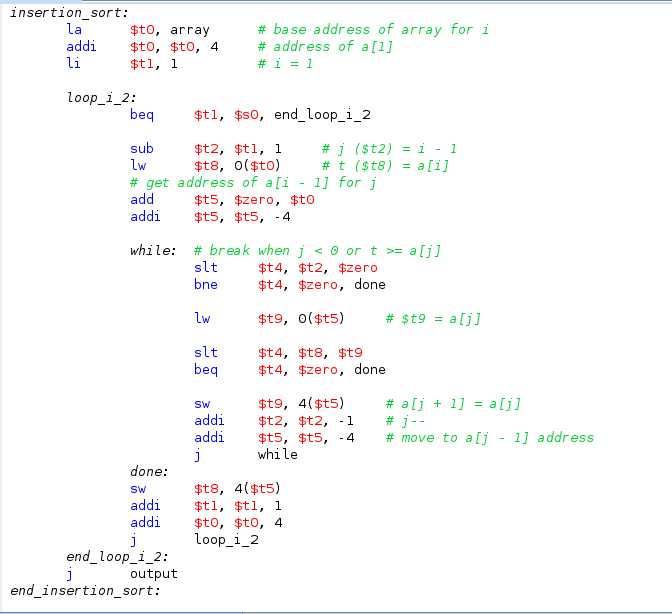 insertion_sort:
la $t0, array # base address of array for i
addi $t0, $t0, 4 # address of a[1]
li $t1, 1 # i = 1
loop_i_2:
beq $t1, $s0, end_loop_i_2
sub $t2, $t1, 1 # j ($t2) = i - 1
lw $t8, 0($t0) # t ($t8) = a[i]
# get address of a[i - 1] for j
add $t5, $zero, $t0
addi $t5, $t5, -4
while: # break when j < 0 or t >= a[j]
slt $t4, $t2, $zero
bne $t4, $zero, done
lw $t9, 0($t5) # $t9 = a[j]
slt $t4, $t8, $t9
beq $t4, $zero, done
sw $t9, 4($t5) # a[j + 1] = a[j]
addi $t2, $t2, -1 # j--
addi $t5, $t5, -4 # move to a[j - 1] address
j while
done:
sw $t8, 4($t5)
addi $t1, $t1, 1
addi $t0, $t0, 4
j loop_i_2
end_loop_i_2:
j output
end_insertion_sort: